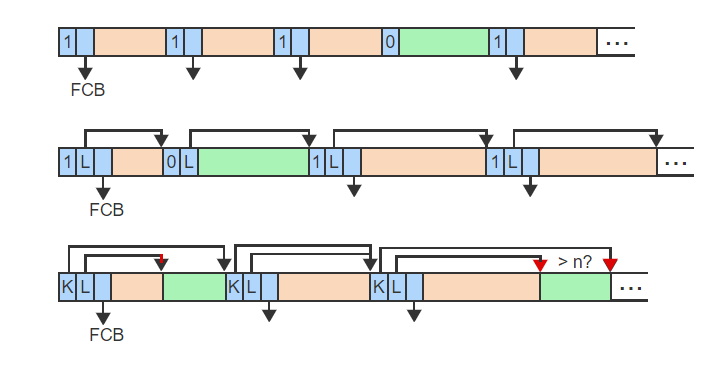 1 1 1 0 1 ...
FCB
1 L 0 L 1 L 1 L ...
FCB
> n?
K L K L K L ...
FCB